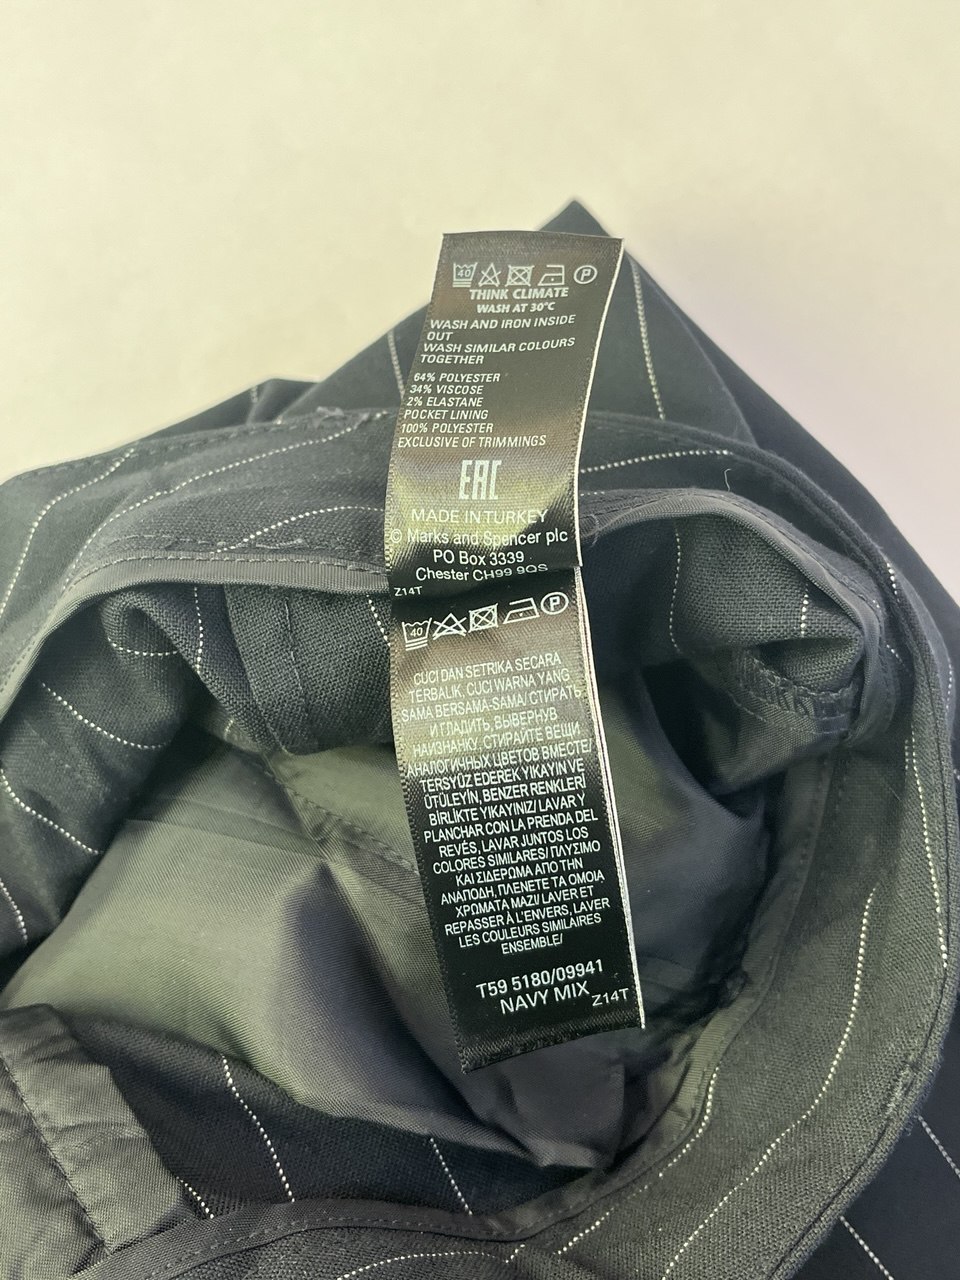 40 P
THINK CLIMATE
WASH AT 30°C
WASH AND IRON INSIDE
OUT
WASH SIMILAR COLOURS
TOGETHER
64% POLYESTER
34% VISCOSE
2% ELASTANE
POCKET LINING
100% POLYESTER
EXCLUSIVE OF TRIMMINGS
EAC
MADE IN TURKEY
© Marks and Spencer plc
PO Box 3339
Chester CH99 9QS
Z14T
40 P
CUCI DAN SETRIKA SECARA
TERBALIK, CUCI WARNA YANG
SAMA BERSAMA-SAMA/ СТИРАТЬ
И ГЛАДИТЬ, ВЫВЕРНУВ
НАИЗНАНКУ, СТИРАЙТЕ ВЕЩИ
АНАЛОГИЧНЫХ ЦВЕТОВ ВМЕСТЕ/
TERSYÜZ EDEREK YIKAYIN VE
ÜTÜLEYİN, BENZER RENKLERİ
BİRLİKTE YIKAYINIZ/ LAVAR Y
PLANCHAR CON LA PRENDA DEL
REVÉS, LAVAR JUNTOS LOS
COLORES SIMILARES/ ΠΛΥΣΙΜΟ
ΚΑΙ ΣΙΔΕΡΩΜΑ ΑΠΟ ΤΗΝ
ΑΝΑΠΟΔΗ, ΠΛΕΝΕΤΕ ΤΑ ΟΜΟΙΑ
ΧΡΩΜΑΤΑ ΜΑΖΙ/ LAVER ET
REPASSER À L'ENVERS, LAVER
LES COULEURS SIMILAIRES
ENSEMBLE/
T59 5180/09941
NAVY MIX
Z14T